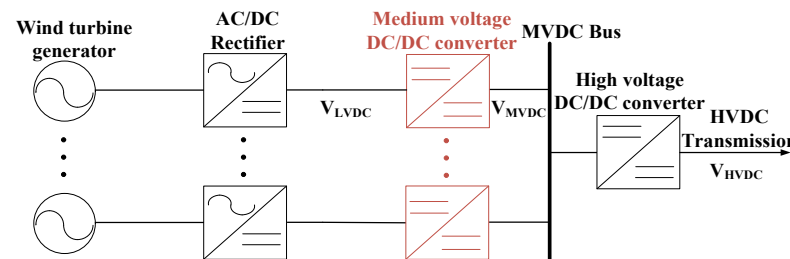 Wind turbine
generator
AC/DC
Rectifier
Medium voltage
DC/DC converter
MVDC Bus
High voltage
DC/DC converter
HVDC
Transmission
V_LVDC
V_MVDC
V_HVDC